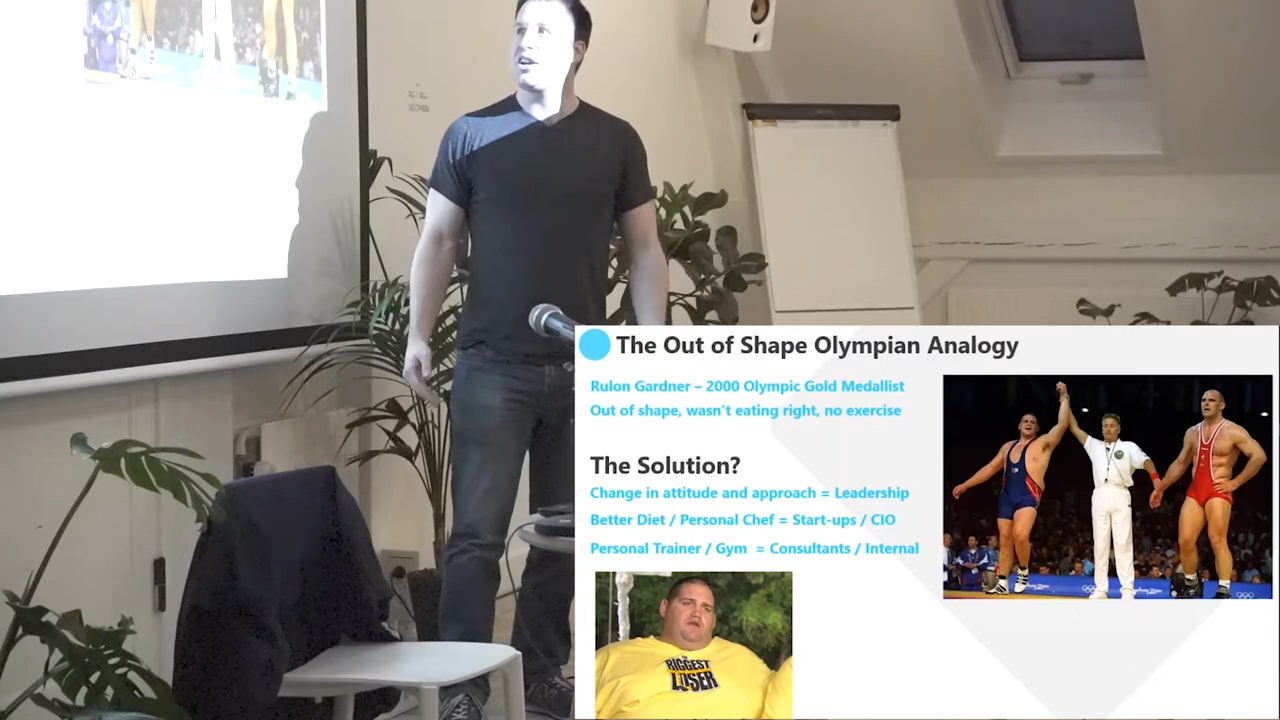 The Out of Shape Olympian Analogy
Rulon Gardner – 2000 Olympic Gold Medallist
Out of shape, wasn't eating right, no exercise
The Solution?
Change in attitude and approach = Leadership
Better Diet / Personal Chef = Start-ups / CIO
Personal Trainer / Gym = Consultants / Internal
BIGGEST
LOSER